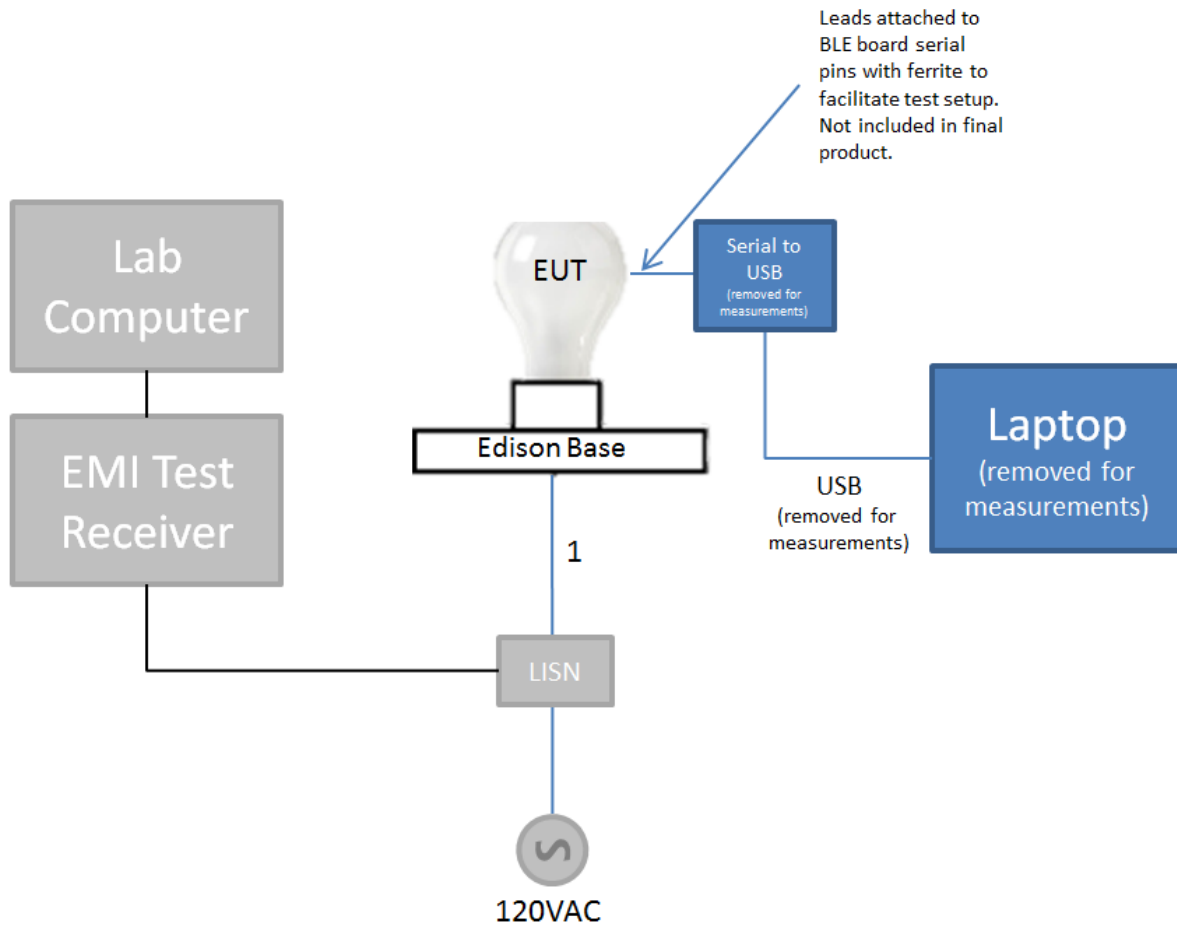 Leads attached to
BLE board serial
pins with ferrite to
facilitate test setup.
Not included in final
product.
Lab
Computer
EUT
Serial to
USB
(removed for
measurements)
EMI Test
Receiver
Edison Base
Laptop
(removed for
measurements)
USB
(removed for
measurements)
1
LISN
120VAC